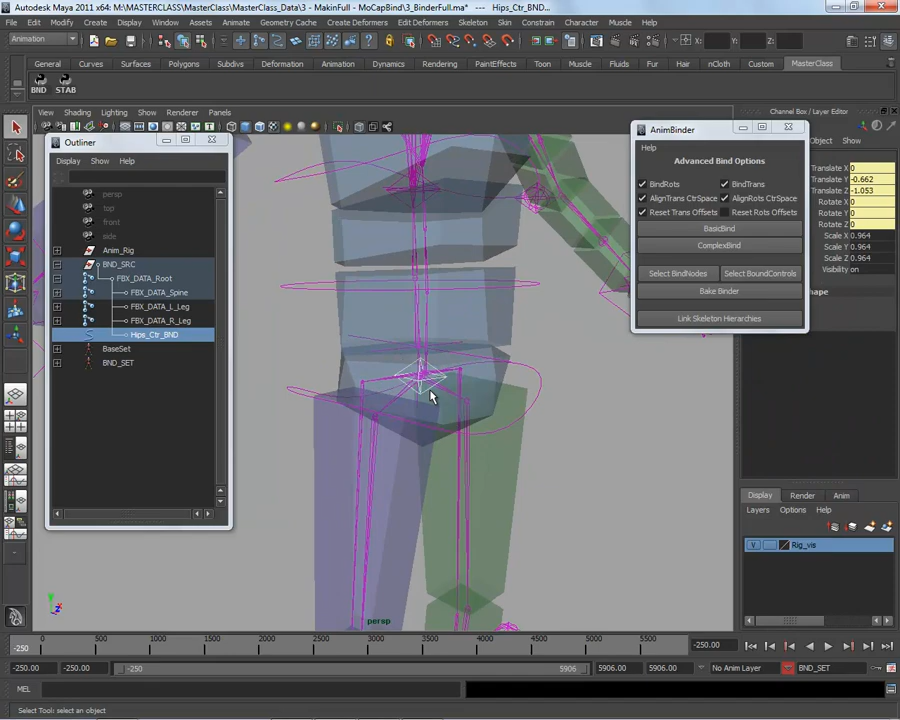 Autodesk Maya 2011 x64: M:\MASTERCLASS\MasterClass\MasterClass_Data\3 - MakinFull - MoCapBind\3_BinderFull.ma* --- Hips_Ctr_BND...
File Edit Modify Create Display Window Assets Animate Geometry Cache Create Deformers Edit Deformers Skeleton Skin Constrain Character Muscle Help
Animation X: Y: Z:
General Curves Surfaces Polygons Subdivs Deformation Animation Dynamics Rendering PaintEffects Toon Muscle Fluids Fur Hair nCloth Custom MasterClass
BND STAB
View Shading Lighting Show Renderer Panels
Channel Box / Layer Editor
Outliner
Display Show Help
persp
top
front
side
Anim_Rig
BND_SRC
FBX_DATA_Root
FBX_DATA_Spine
FBX_DATA_L_Leg
FBX_DATA_R_Leg
Hips_Ctr_BND
BaseSet
BND_SET
AnimBinder
Help
Advanced Bind Options
BindRots BindTrans
AlignTrans CtrSpace AlignRots CtrSpace
Reset Trans Offsets Reset Rots Offsets
BasicBind
ComplexBind
Select BindNodes Select BoundControls
Bake Binder
Link Skeleton Hierarchies
Object Show
Translate X 0
Translate Y -0.662
Translate Z -1.053
Rotate X 0
Rotate Y 0
Rotate Z 0
Scale X 0.964
Scale Y 0.964
Scale Z 0.964
Visibility on
Display Render Anim
Layers Options Help
V Rig_vis
persp
-250 0 500 1000 1500 2000 2500 3000 3500 4000 4500 5000 5500 -250.00
-250.00 -250.00 -250 5906 5906.00 5906.00 No Anim Layer BND_SET
MEL
Select Tool: select an object